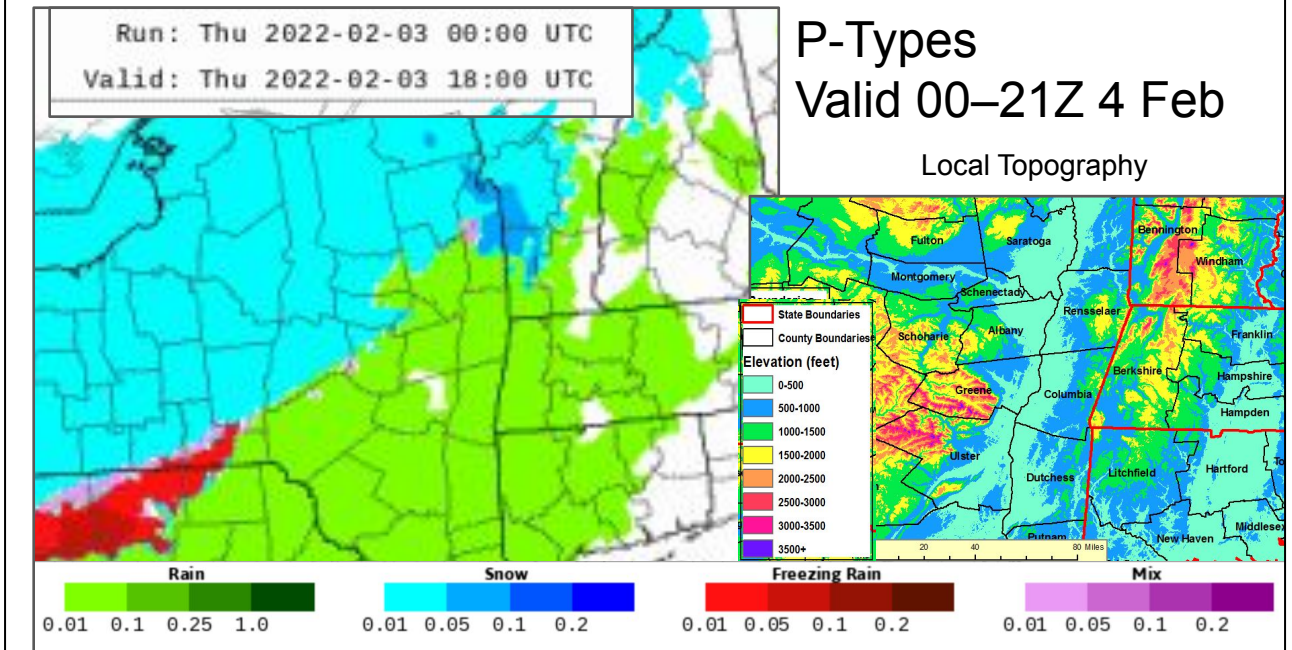 Run: Thu 2022-02-03 00:00 UTC
Valid: Thu 2022-02-03 18:00 UTC
P-Types
Valid 00–21Z 4 Feb
Local Topography
Bennington
Fulton
Saratoga
Windham
Montgomery
Schenectady
Rensselaer
Schoharie
Albany
Franklin
Berkshire
Hampshire
Greene
Columbia
Hampden
Ulster
Dutchess
Litchfield
Hartford
To
Putnam
New Haven
Middlesex
20 40 80 Miles
State Boundaries
County Boundaries
Elevation (feet)
0-500
500-1000
1000-1500
1500-2000
2000-2500
2500-3000
3000-3500
3500+
Rain Snow Freezing Rain Mix
0.01 0.1 0.25 1.0 0.01 0.05 0.1 0.2 0.01 0.05 0.1 0.2 0.01 0.05 0.1 0.2